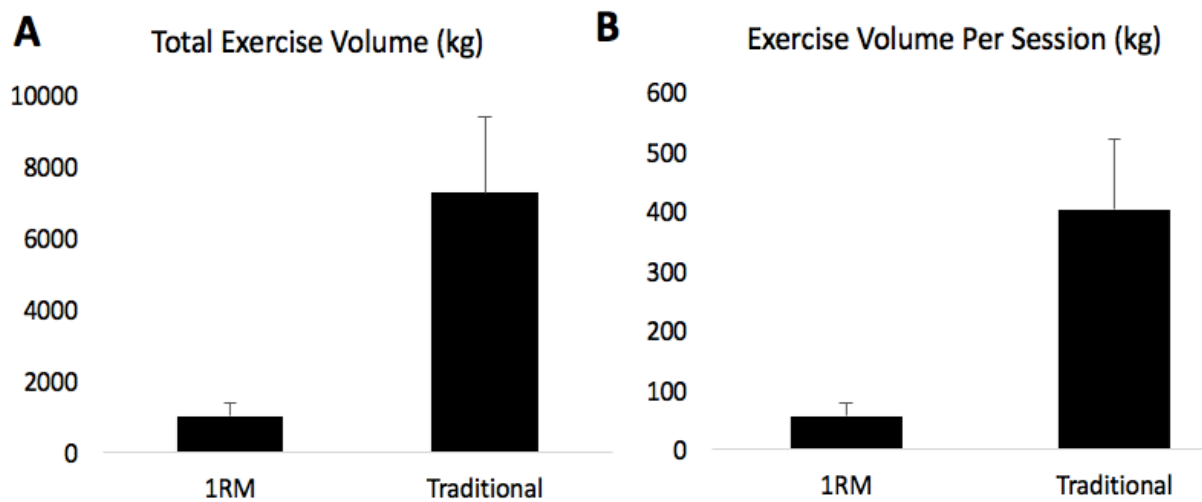 A
Total Exercise Volume (kg)
10000
8000
6000
4000
2000
0
1RM Traditional
B
Exercise Volume Per Session (kg)
600
500
400
300
200
100
0
1RM Traditional